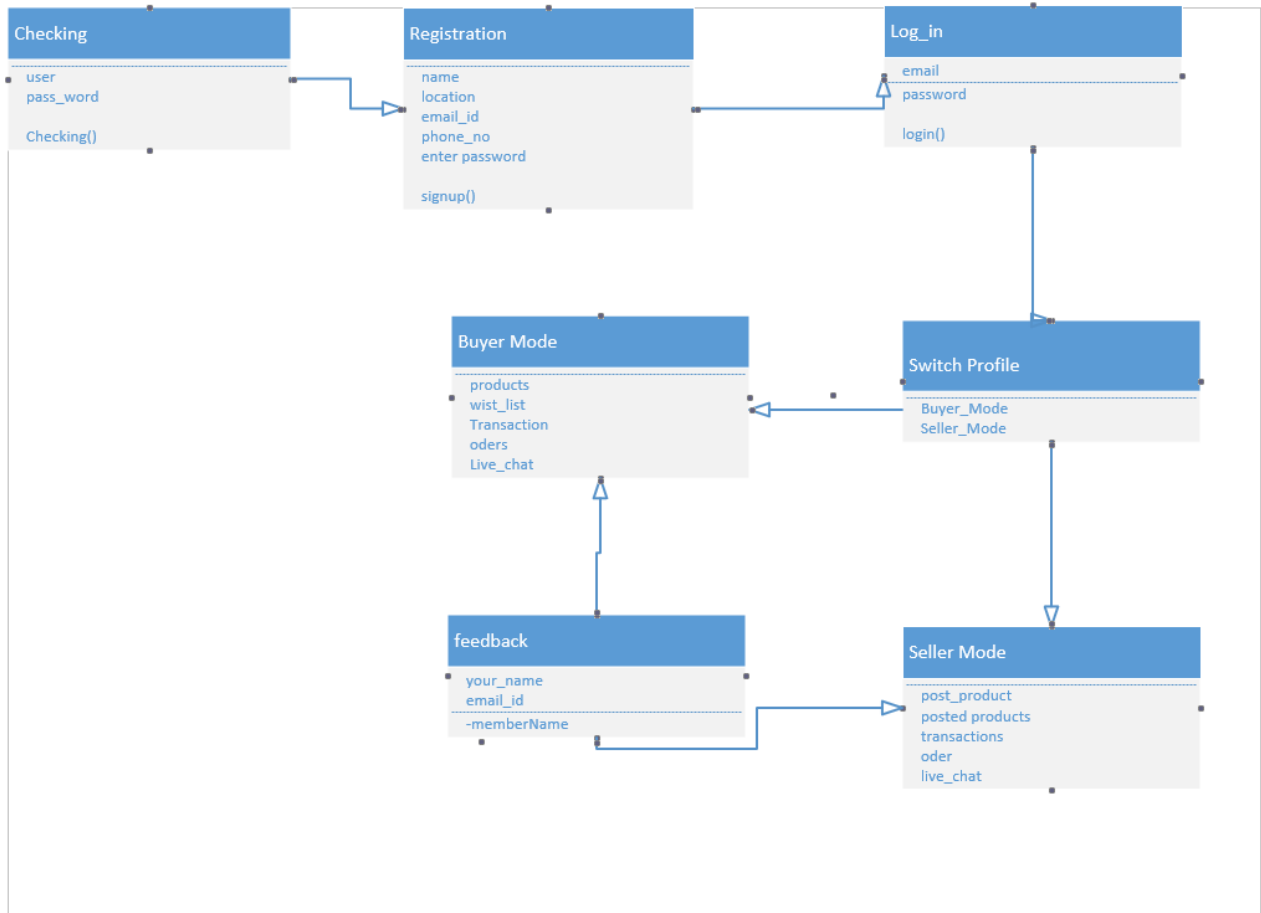 Checking
user
pass_word
Checking()
Registration
name
location
email_id
phone_no
enter password
signup()
Log_in
email
password
login()
Buyer Mode
products
wist_list
Transaction
oders
Live_chat
Switch Profile
Buyer_Mode
Seller_Mode
feedback
your_name
email_id
-memberName
Seller Mode
post_product
posted products
transactions
oder
live_chat